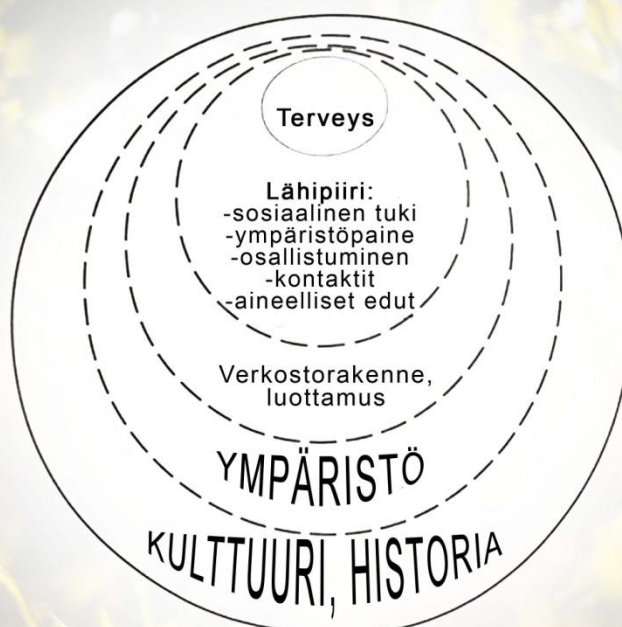 Terveys
Lähipiiri:
-sosiaalinen tuki
-ympäristöpaine
-osallistuminen
-kontaktit
-aineelliset edut
Verkostorakenne,
luottamus
YMPÄRISTÖ
KULTTUURI, HISTORIA